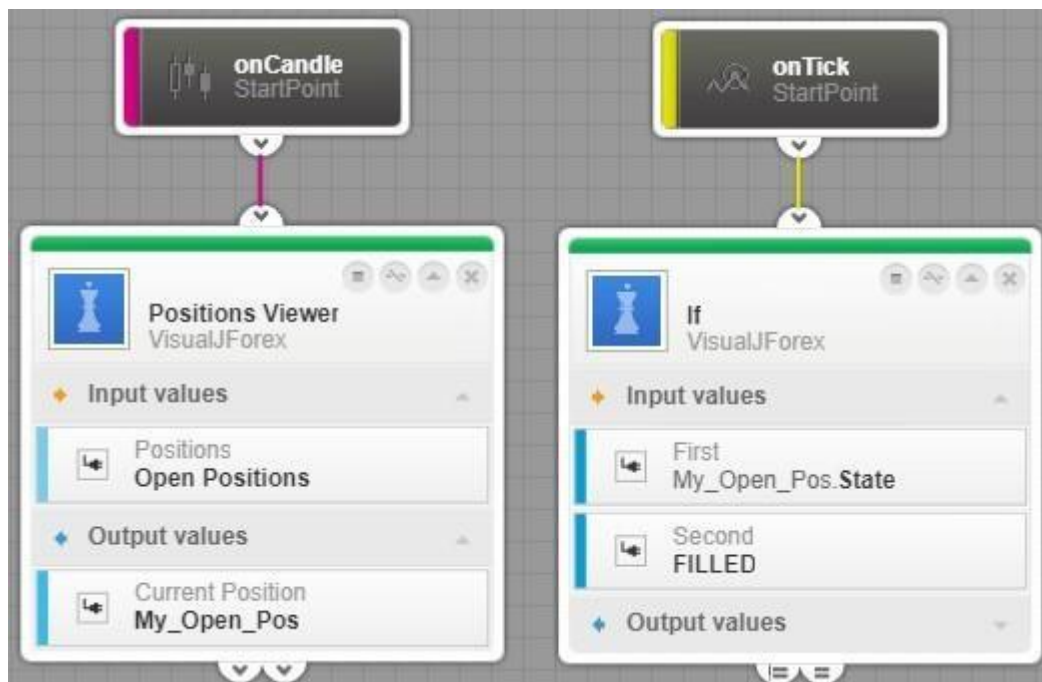 onCandle
StartPoint
onTick
StartPoint
Positions Viewer
VisualJForex
Input values
Positions
Open Positions
Output values
Current Position
My_Open_Pos
If
VisualJForex
Input values
First
My_Open_Pos.State
Second
FILLED
Output values